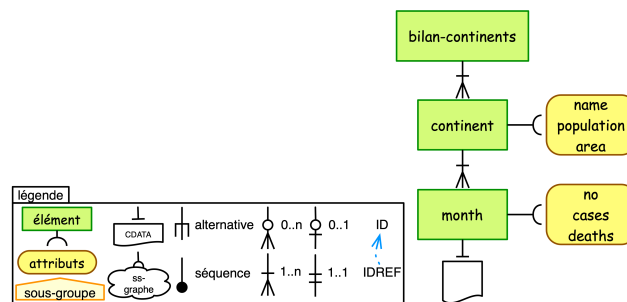 bilan-continents
continent
name
population
area
month
no
cases
deaths
légende
élément
attributs
sous-groupe
CDATA
ss-
graphe
alternative
séquence
0..n
0..1
1..n
1..1
ID
IDREF